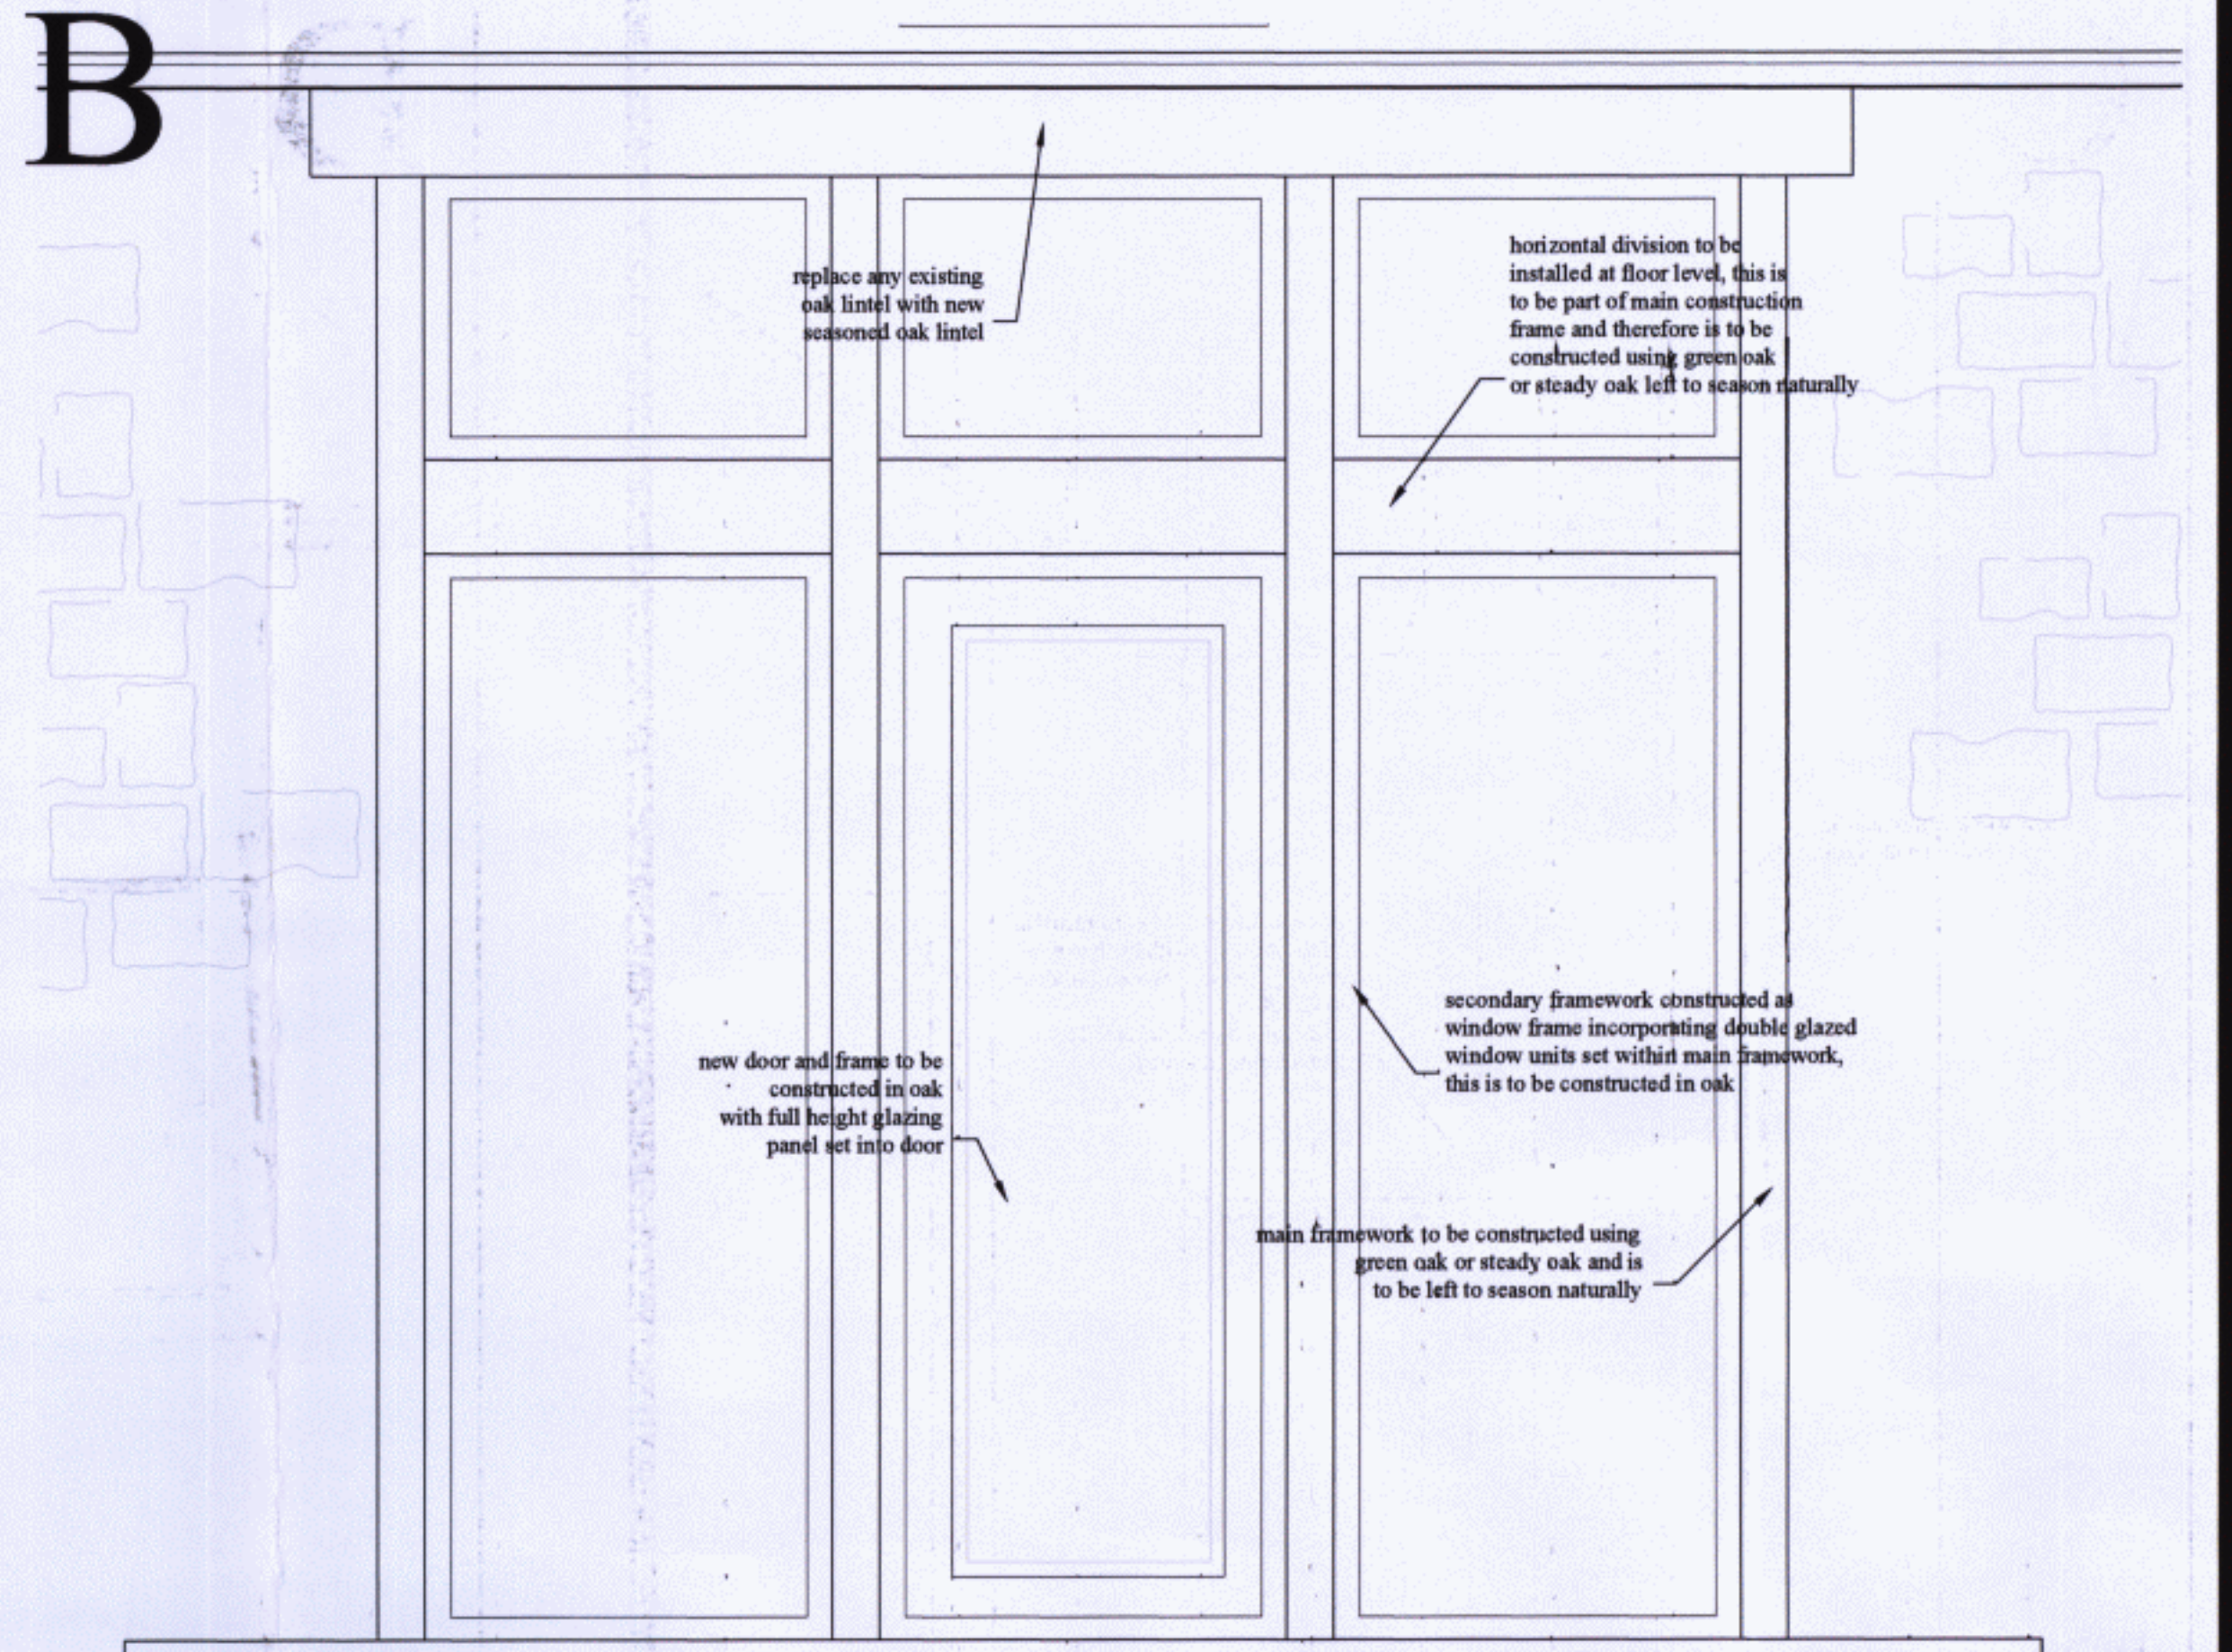 B
replace any existing
oak lintel with new
seasoned oak lintel
horizontal division to be
installed at floor level, this is
to be part of main construction
frame and therefore is to be
constructed using green oak
or steady oak left to season naturally
secondary framework constructed as
window frame incorporating double glazed
window units set within main framework,
this is to be constructed in oak
new door and frame to be
constructed in oak
with full height glazing
panel set into door
main framework to be constructed using
green oak or steady oak and is
to be left to season naturally